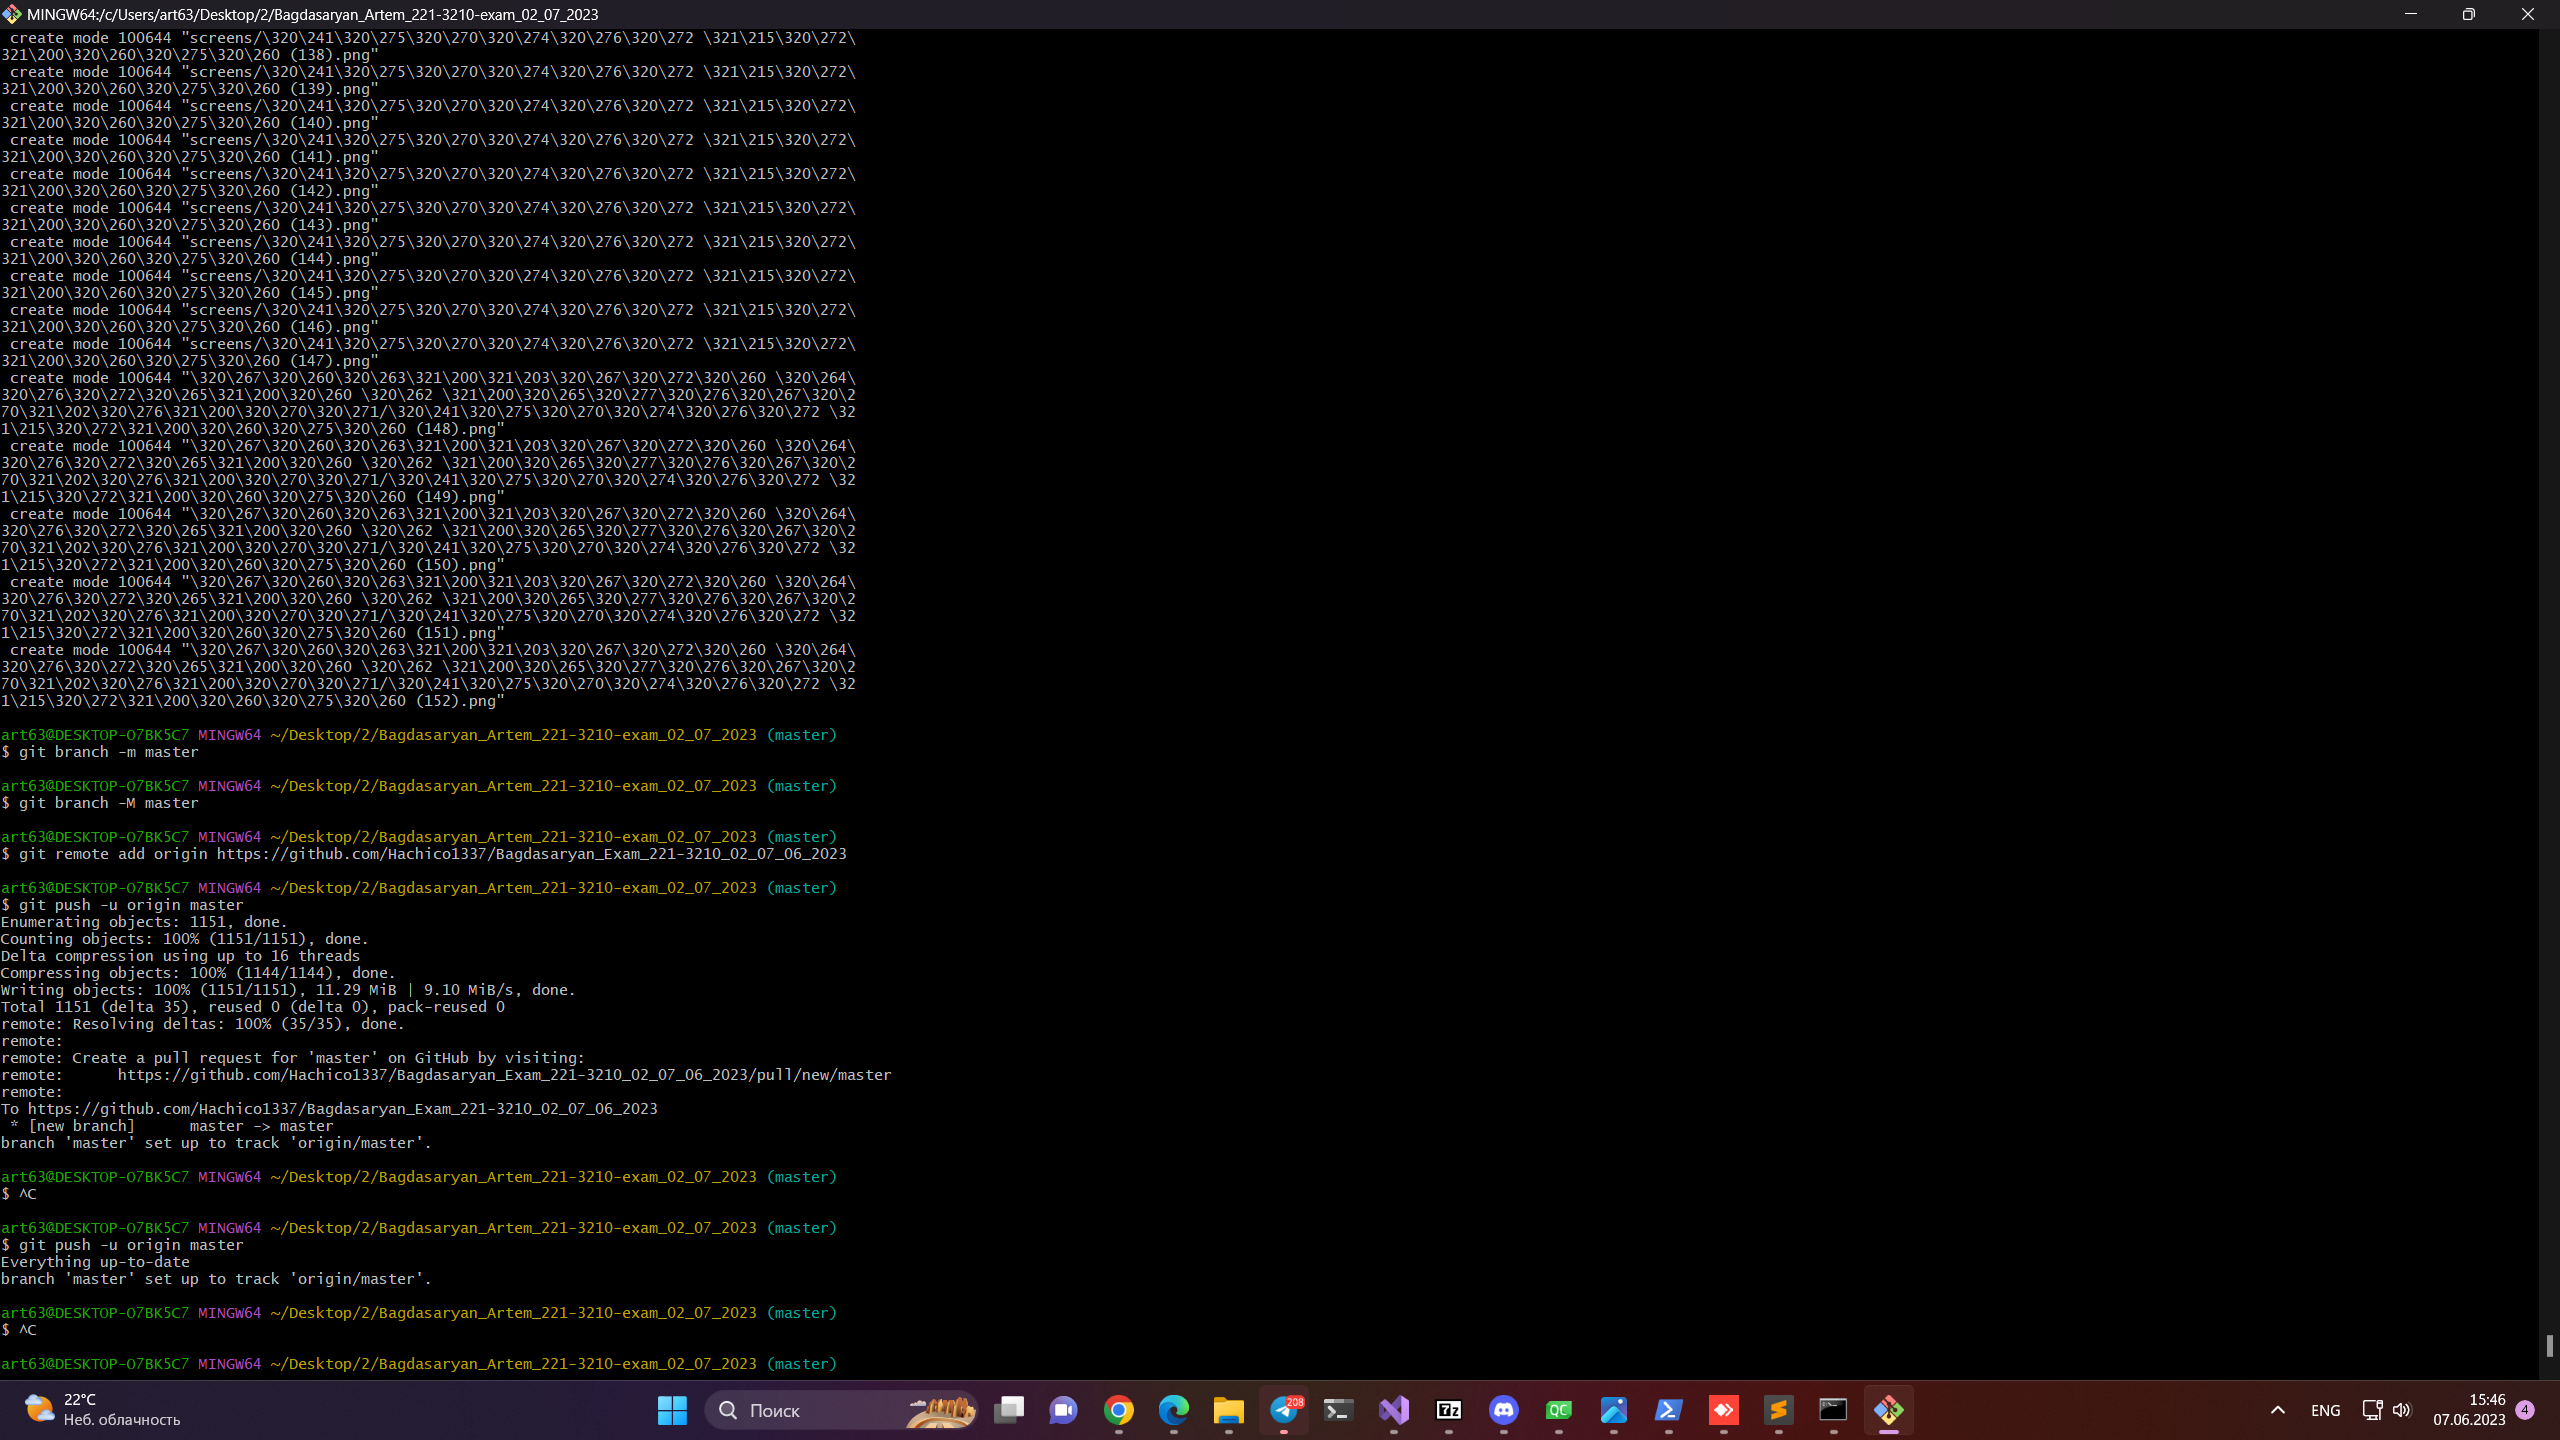 MINGW64:/c/Users/art63/Desktop/2/Bagdasaryan_Artem_221-3210-exam_02_07_2023
 create mode 100644 "screens/\320\241\320\275\320\270\320\274\320\276\320\272 \321\215\320\272\
321\200\320\260\320\275\320\260 (138).png"
 create mode 100644 "screens/\320\241\320\275\320\270\320\274\320\276\320\272 \321\215\320\272\
321\200\320\260\320\275\320\260 (139).png"
 create mode 100644 "screens/\320\241\320\275\320\270\320\274\320\276\320\272 \321\215\320\272\
321\200\320\260\320\275\320\260 (140).png"
 create mode 100644 "screens/\320\241\320\275\320\270\320\274\320\276\320\272 \321\215\320\272\
321\200\320\260\320\275\320\260 (141).png"
 create mode 100644 "screens/\320\241\320\275\320\270\320\274\320\276\320\272 \321\215\320\272\
321\200\320\260\320\275\320\260 (142).png"
 create mode 100644 "screens/\320\241\320\275\320\270\320\274\320\276\320\272 \321\215\320\272\
321\200\320\260\320\275\320\260 (143).png"
 create mode 100644 "screens/\320\241\320\275\320\270\320\274\320\276\320\272 \321\215\320\272\
321\200\320\260\320\275\320\260 (144).png"
 create mode 100644 "screens/\320\241\320\275\320\270\320\274\320\276\320\272 \321\215\320\272\
321\200\320\260\320\275\320\260 (145).png"
 create mode 100644 "screens/\320\241\320\275\320\270\320\274\320\276\320\272 \321\215\320\272\
321\200\320\260\320\275\320\260 (146).png"
 create mode 100644 "screens/\320\241\320\275\320\270\320\274\320\276\320\272 \321\215\320\272\
321\200\320\260\320\275\320\260 (147).png"
 create mode 100644 "\320\267\320\260\320\263\321\200\321\203\320\267\320\272\320\260 \320\264\
320\276\320\272\320\265\321\200\320\260 \320\262 \321\200\320\265\320\277\320\276\320\267\320\2
70\321\202\320\276\321\200\320\270\320\271/\320\241\320\275\320\270\320\274\320\276\320\272 \32
1\215\320\272\321\200\320\260\320\275\320\260 (148).png"
 create mode 100644 "\320\267\320\260\320\263\321\200\321\203\320\267\320\272\320\260 \320\264\
320\276\320\272\320\265\321\200\320\260 \320\262 \321\200\320\265\320\277\320\276\320\267\320\2
70\321\202\320\276\321\200\320\270\320\271/\320\241\320\275\320\270\320\274\320\276\320\272 \32
1\215\320\272\321\200\320\260\320\275\320\260 (149).png"
 create mode 100644 "\320\267\320\260\320\263\321\200\321\203\320\267\320\272\320\260 \320\264\
320\276\320\272\320\265\321\200\320\260 \320\262 \321\200\320\265\320\277\320\276\320\267\320\2
70\321\202\320\276\321\200\320\270\320\271/\320\241\320\275\320\270\320\274\320\276\320\272 \32
1\215\320\272\321\200\320\260\320\275\320\260 (150).png"
 create mode 100644 "\320\267\320\260\320\263\321\200\321\203\320\267\320\272\320\260 \320\264\
320\276\320\272\320\265\321\200\320\260 \320\262 \321\200\320\265\320\277\320\276\320\267\320\2
70\321\202\320\276\321\200\320\270\320\271/\320\241\320\275\320\270\320\274\320\276\320\272 \32
1\215\320\272\321\200\320\260\320\275\320\260 (151).png"
 create mode 100644 "\320\267\320\260\320\263\321\200\321\203\320\267\320\272\320\260 \320\264\
320\276\320\272\320\265\321\200\320\260 \320\262 \321\200\320\265\320\277\320\276\320\267\320\2
70\321\202\320\276\321\200\320\270\320\271/\320\241\320\275\320\270\320\274\320\276\320\272 \32
1\215\320\272\321\200\320\260\320\275\320\260 (152).png"
art63@DESKTOP-O7BK5C7 MINGW64 ~/Desktop/2/Bagdasaryan_Artem_221-3210-exam_02_07_2023 (master)
$ git branch -m master
art63@DESKTOP-O7BK5C7 MINGW64 ~/Desktop/2/Bagdasaryan_Artem_221-3210-exam_02_07_2023 (master)
$ git branch -M master
art63@DESKTOP-O7BK5C7 MINGW64 ~/Desktop/2/Bagdasaryan_Artem_221-3210-exam_02_07_2023 (master)
$ git remote add origin https://github.com/Hachico1337/Bagdasaryan_Exam_221-3210_02_07_06_2023
art63@DESKTOP-O7BK5C7 MINGW64 ~/Desktop/2/Bagdasaryan_Artem_221-3210-exam_02_07_2023 (master)
$ git push -u origin master
Enumerating objects: 1151, done.
Counting objects: 100% (1151/1151), done.
Delta compression using up to 16 threads
Compressing objects: 100% (1144/1144), done.
Writing objects: 100% (1151/1151), 11.29 MiB | 9.10 MiB/s, done.
Total 1151 (delta 35), reused 0 (delta 0), pack-reused 0
remote: Resolving deltas: 100% (35/35), done.
remote:
remote: Create a pull request for 'master' on GitHub by visiting:
remote:      https://github.com/Hachico1337/Bagdasaryan_Exam_221-3210_02_07_06_2023/pull/new/master
remote:
To https://github.com/Hachico1337/Bagdasaryan_Exam_221-3210_02_07_06_2023
 * [new branch]      master -> master
branch 'master' set up to track 'origin/master'.
art63@DESKTOP-O7BK5C7 MINGW64 ~/Desktop/2/Bagdasaryan_Artem_221-3210-exam_02_07_2023 (master)
$ ^C
art63@DESKTOP-O7BK5C7 MINGW64 ~/Desktop/2/Bagdasaryan_Artem_221-3210-exam_02_07_2023 (master)
$ git push -u origin master
Everything up-to-date
branch 'master' set up to track 'origin/master'.
art63@DESKTOP-O7BK5C7 MINGW64 ~/Desktop/2/Bagdasaryan_Artem_221-3210-exam_02_07_2023 (master)
$ ^C
art63@DESKTOP-O7BK5C7 MINGW64 ~/Desktop/2/Bagdasaryan_Artem_221-3210-exam_02_07_2023 (master)
22°C
Неб. облачность
Поиск
208
7z
QC
ENG
15:46
07.06.2023
4